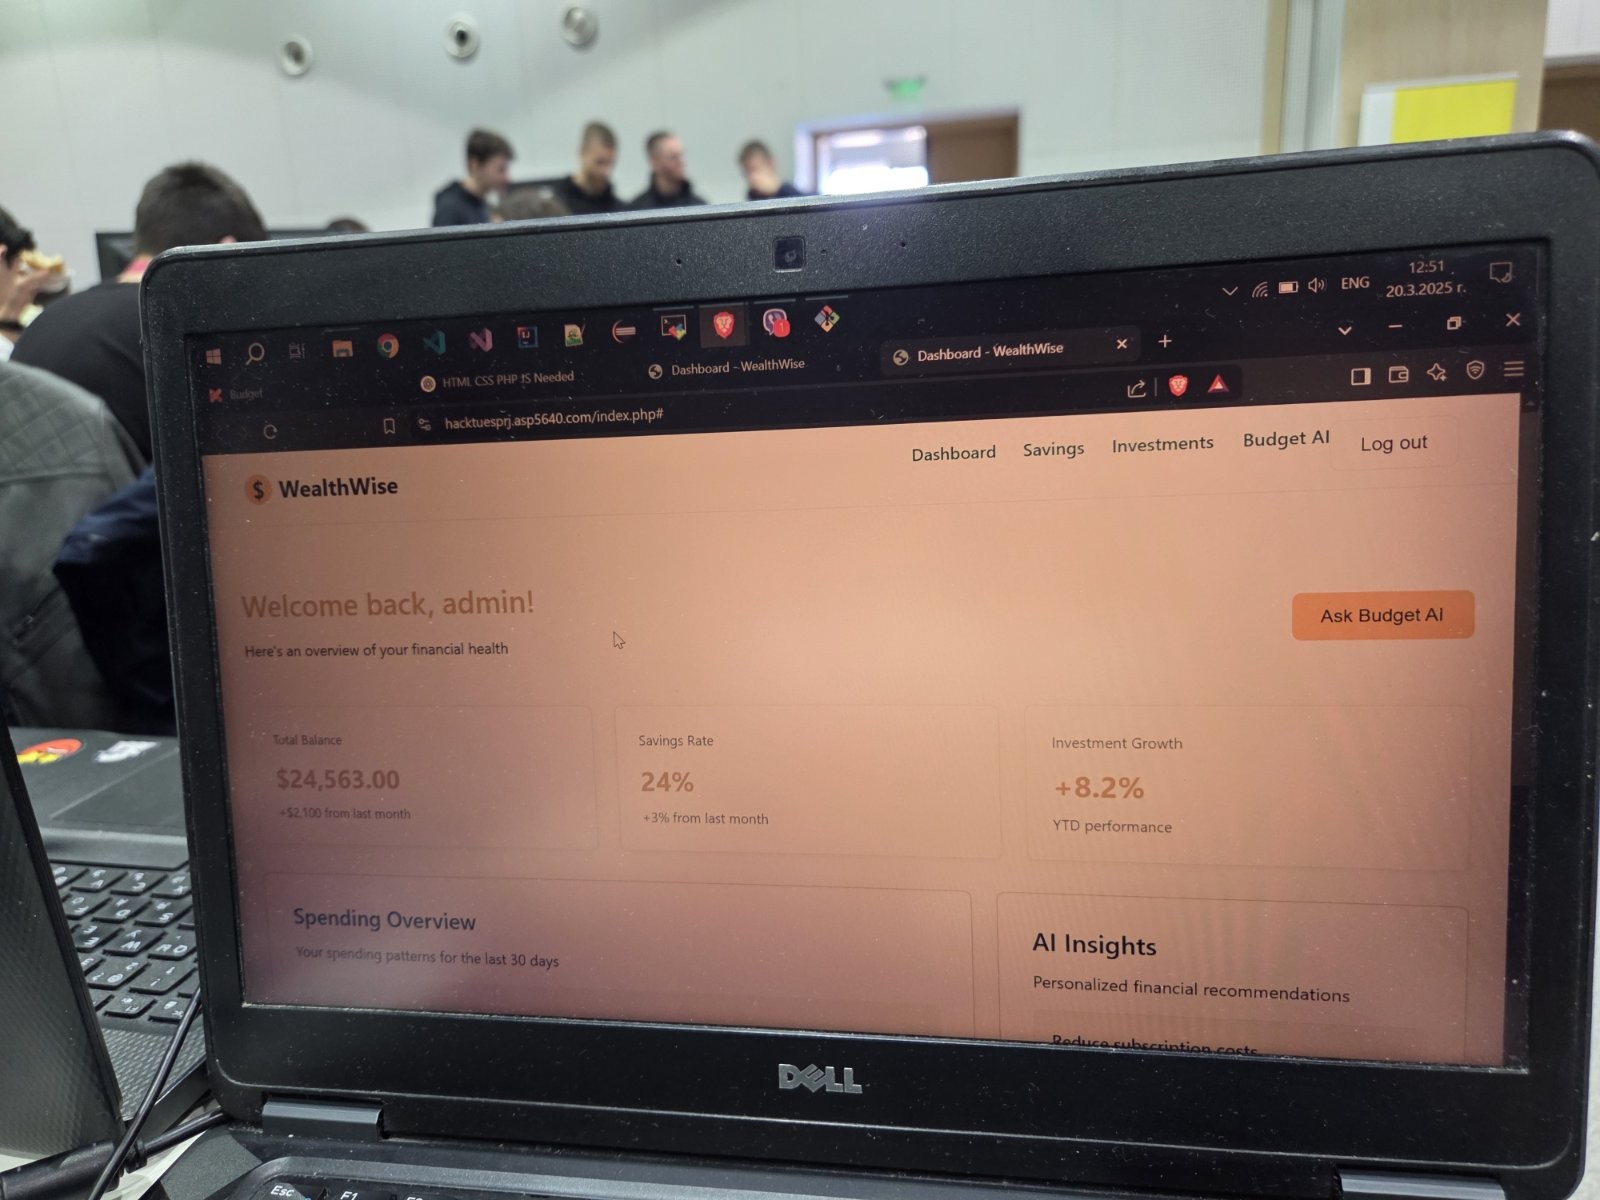 ENG
12:51
20.3.2025 г.
1
Budget
HTML CSS PHP JS Needed
Dashboard - WealthWise
Dashboard - WealthWise
hacktuesprj.asp5640.com/index.php#
$ WealthWise
Dashboard
Savings
Investments
Budget AI
Log out
Welcome back, admin!
Here's an overview of your financial health
Ask Budget AI
Total Balance
$24,563.00
+$2,100 from last month
Savings Rate
24%
+3% from last month
Investment Growth
+8.2%
YTD performance
Spending Overview
Your spending patterns for the last 30 days
AI Insights
Personalized financial recommendations
Reduce subscription costs
DELL
Esc
F1